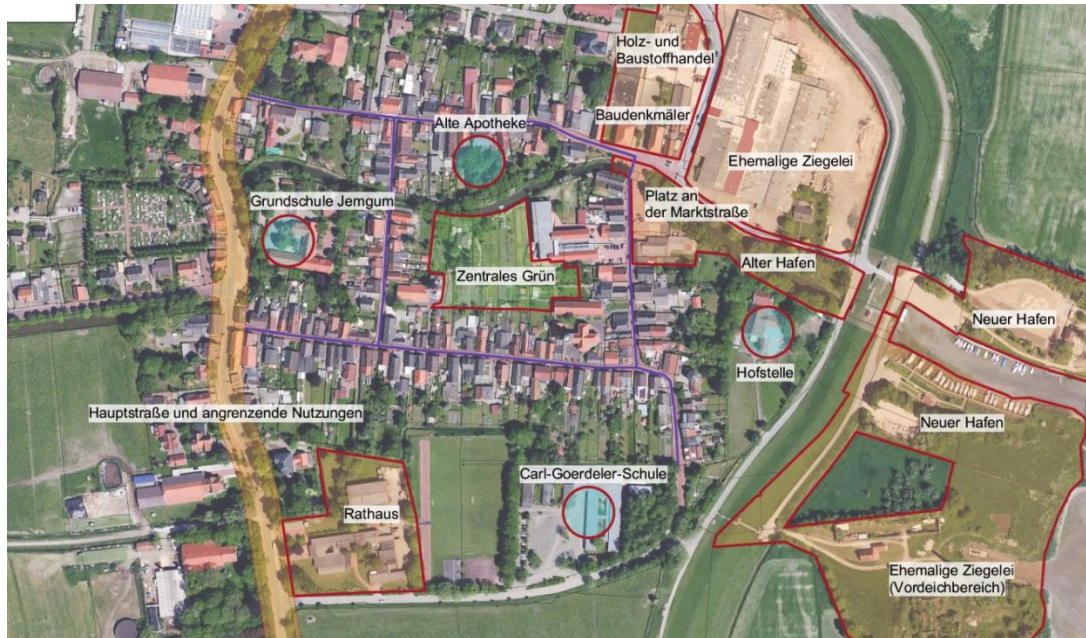 Holz- und
Baustoffhandel
Baudenkmäler
Alte Apotheke
Ehemalige Ziegelei
Grundschule Jemgum
Platz an
der Marktstraße
Zentrales Grün
Alter Hafen
Neuer Hafen
Hofstelle
Hauptstraße und angrenzende Nutzungen
Neuer Hafen
Carl-Goerdeler-Schule
Rathaus
Ehemalige Ziegelei
(Vordeichbereich)